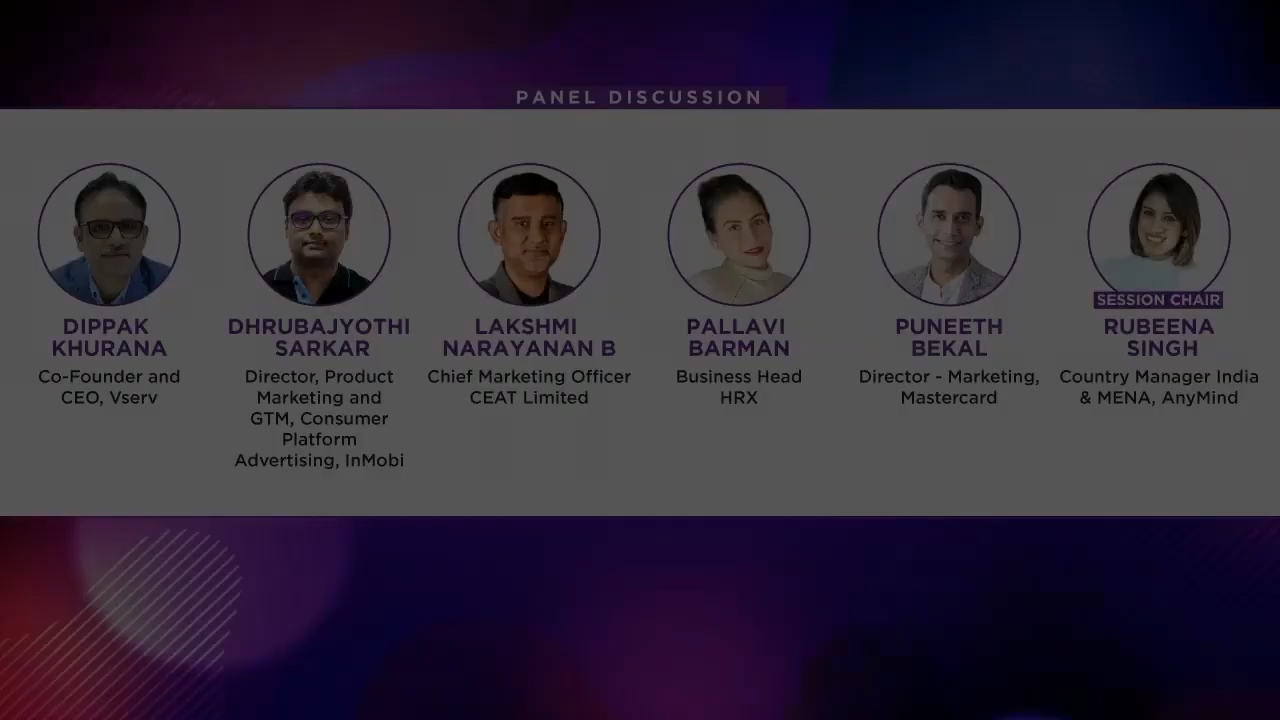 PANEL DISCUSSION
DIPPAK
KHURANA
Co-Founder and
CEO, Vserv
DHRUBAJYOTHI
SARKAR
Director, Product
Marketing and
GTM, Consumer
Platform
Advertising, InMobi
LAKSHMI
NARAYANAN B
Chief Marketing Officer
CEAT Limited
PALLAVI
BARMAN
Business Head
HRX
PUNEETH
BEKAL
Director - Marketing,
Mastercard
SESSION CHAIR
RUBEENA
SINGH
Country Manager India
& MENA, AnyMind